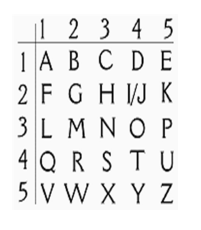 1 2 3 4 5
1 A B C D E
2 F G H I/J K
3 L M N O P
4 Q R S T U
5 V W X Y Z